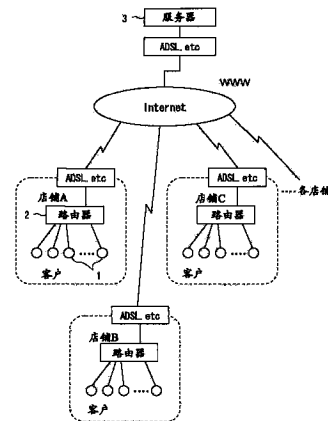 3 服务器
ADSL.etc
WWW
Internet
ADSL.etc
店铺A
2 路由器
1
客户
ADSL.etc
店铺C
路由器
客户
各店铺
ADSL.etc
店铺B
路由器
客户